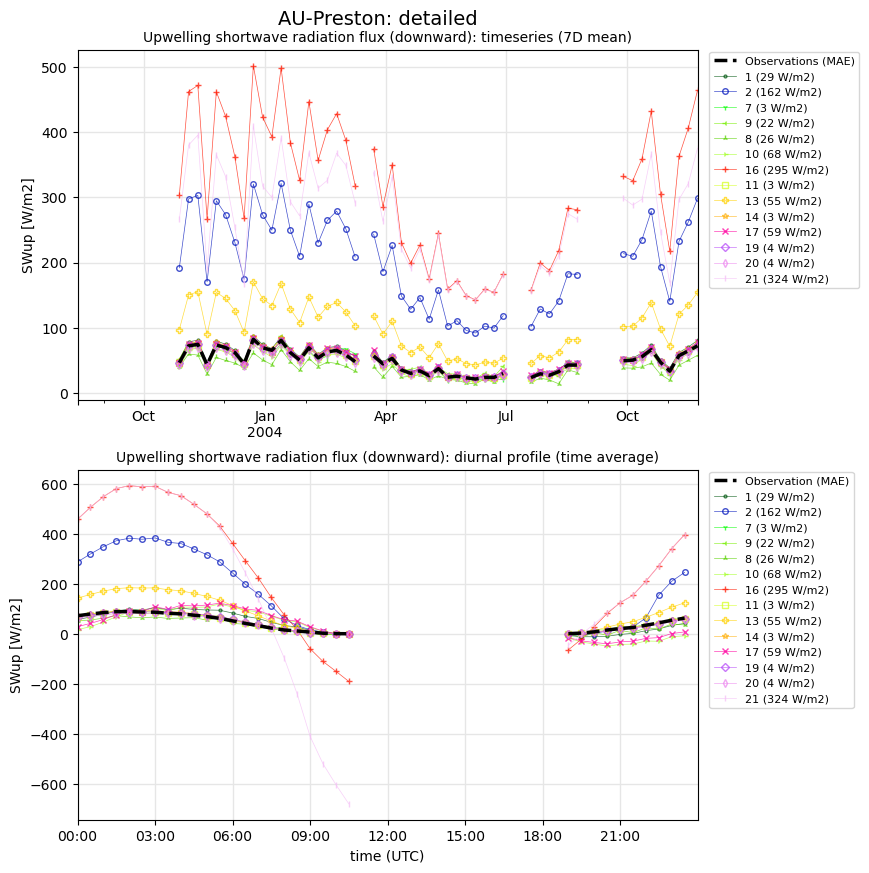 AU-Preston: detailed
Upwelling shortwave radiation flux (downward): timeseries (7D mean)
SWup [W/m2]
500
400
300
200
100
0
Oct
Jan
2004
Apr
Jul
Oct
Observations (MAE)
1 (29 W/m2)
2 (162 W/m2)
7 (3 W/m2)
9 (22 W/m2)
8 (26 W/m2)
10 (68 W/m2)
16 (295 W/m2)
11 (3 W/m2)
13 (55 W/m2)
14 (3 W/m2)
17 (59 W/m2)
19 (4 W/m2)
20 (4 W/m2)
21 (324 W/m2)
Upwelling shortwave radiation flux (downward): diurnal profile (time average)
SWup [W/m2]
600
400
200
0
−200
−400
−600
00:00
03:00
06:00
09:00
12:00
15:00
18:00
21:00
time (UTC)
Observation (MAE)
1 (29 W/m2)
2 (162 W/m2)
7 (3 W/m2)
9 (22 W/m2)
8 (26 W/m2)
10 (68 W/m2)
16 (295 W/m2)
11 (3 W/m2)
13 (55 W/m2)
14 (3 W/m2)
17 (59 W/m2)
19 (4 W/m2)
20 (4 W/m2)
21 (324 W/m2)